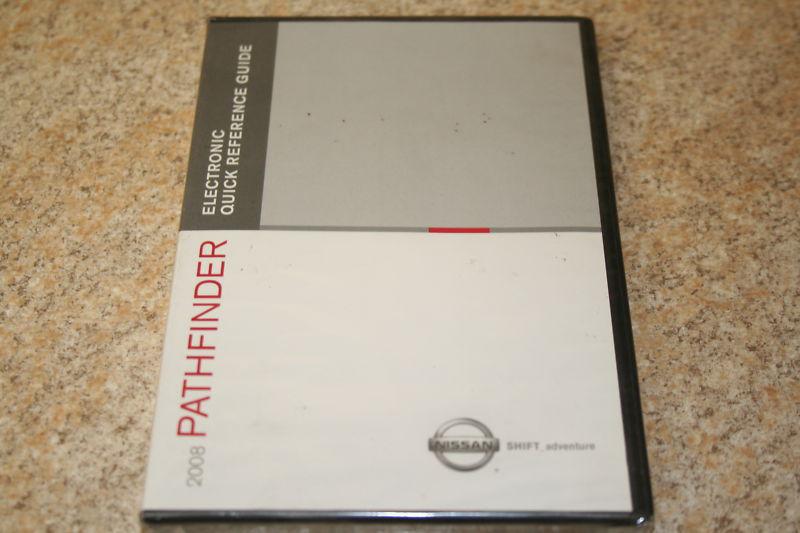 ELECTRONIC
QUICK REFERENCE GUIDE
2008 PATHFINDER
NISSAN
SHIFT_adventure